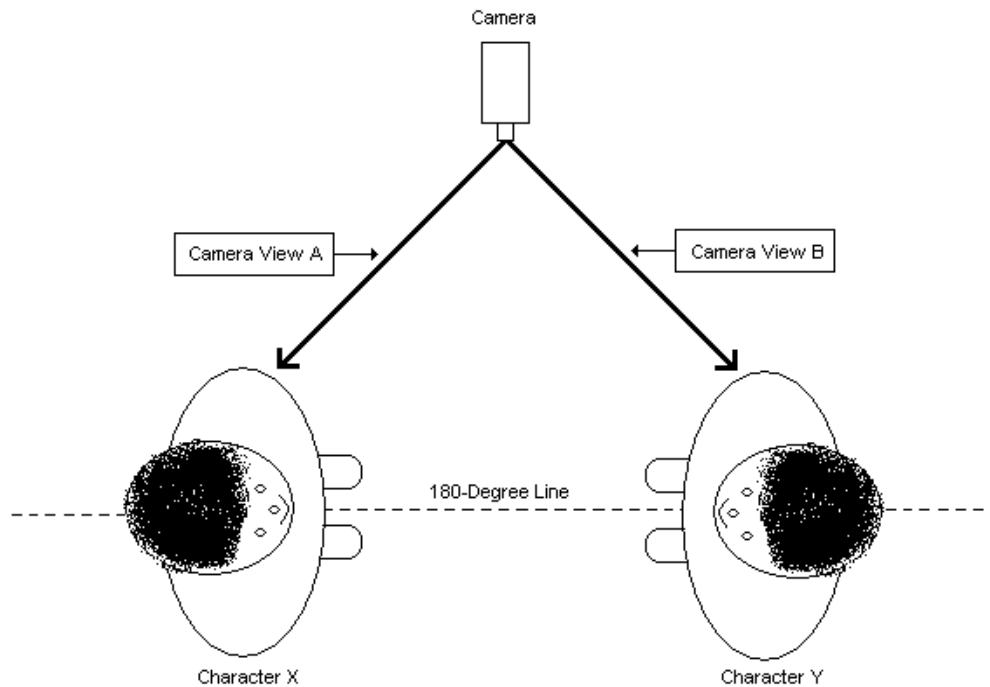 Camera
Camera View A
Camera View B
180-Degree Line
Character X
Character Y